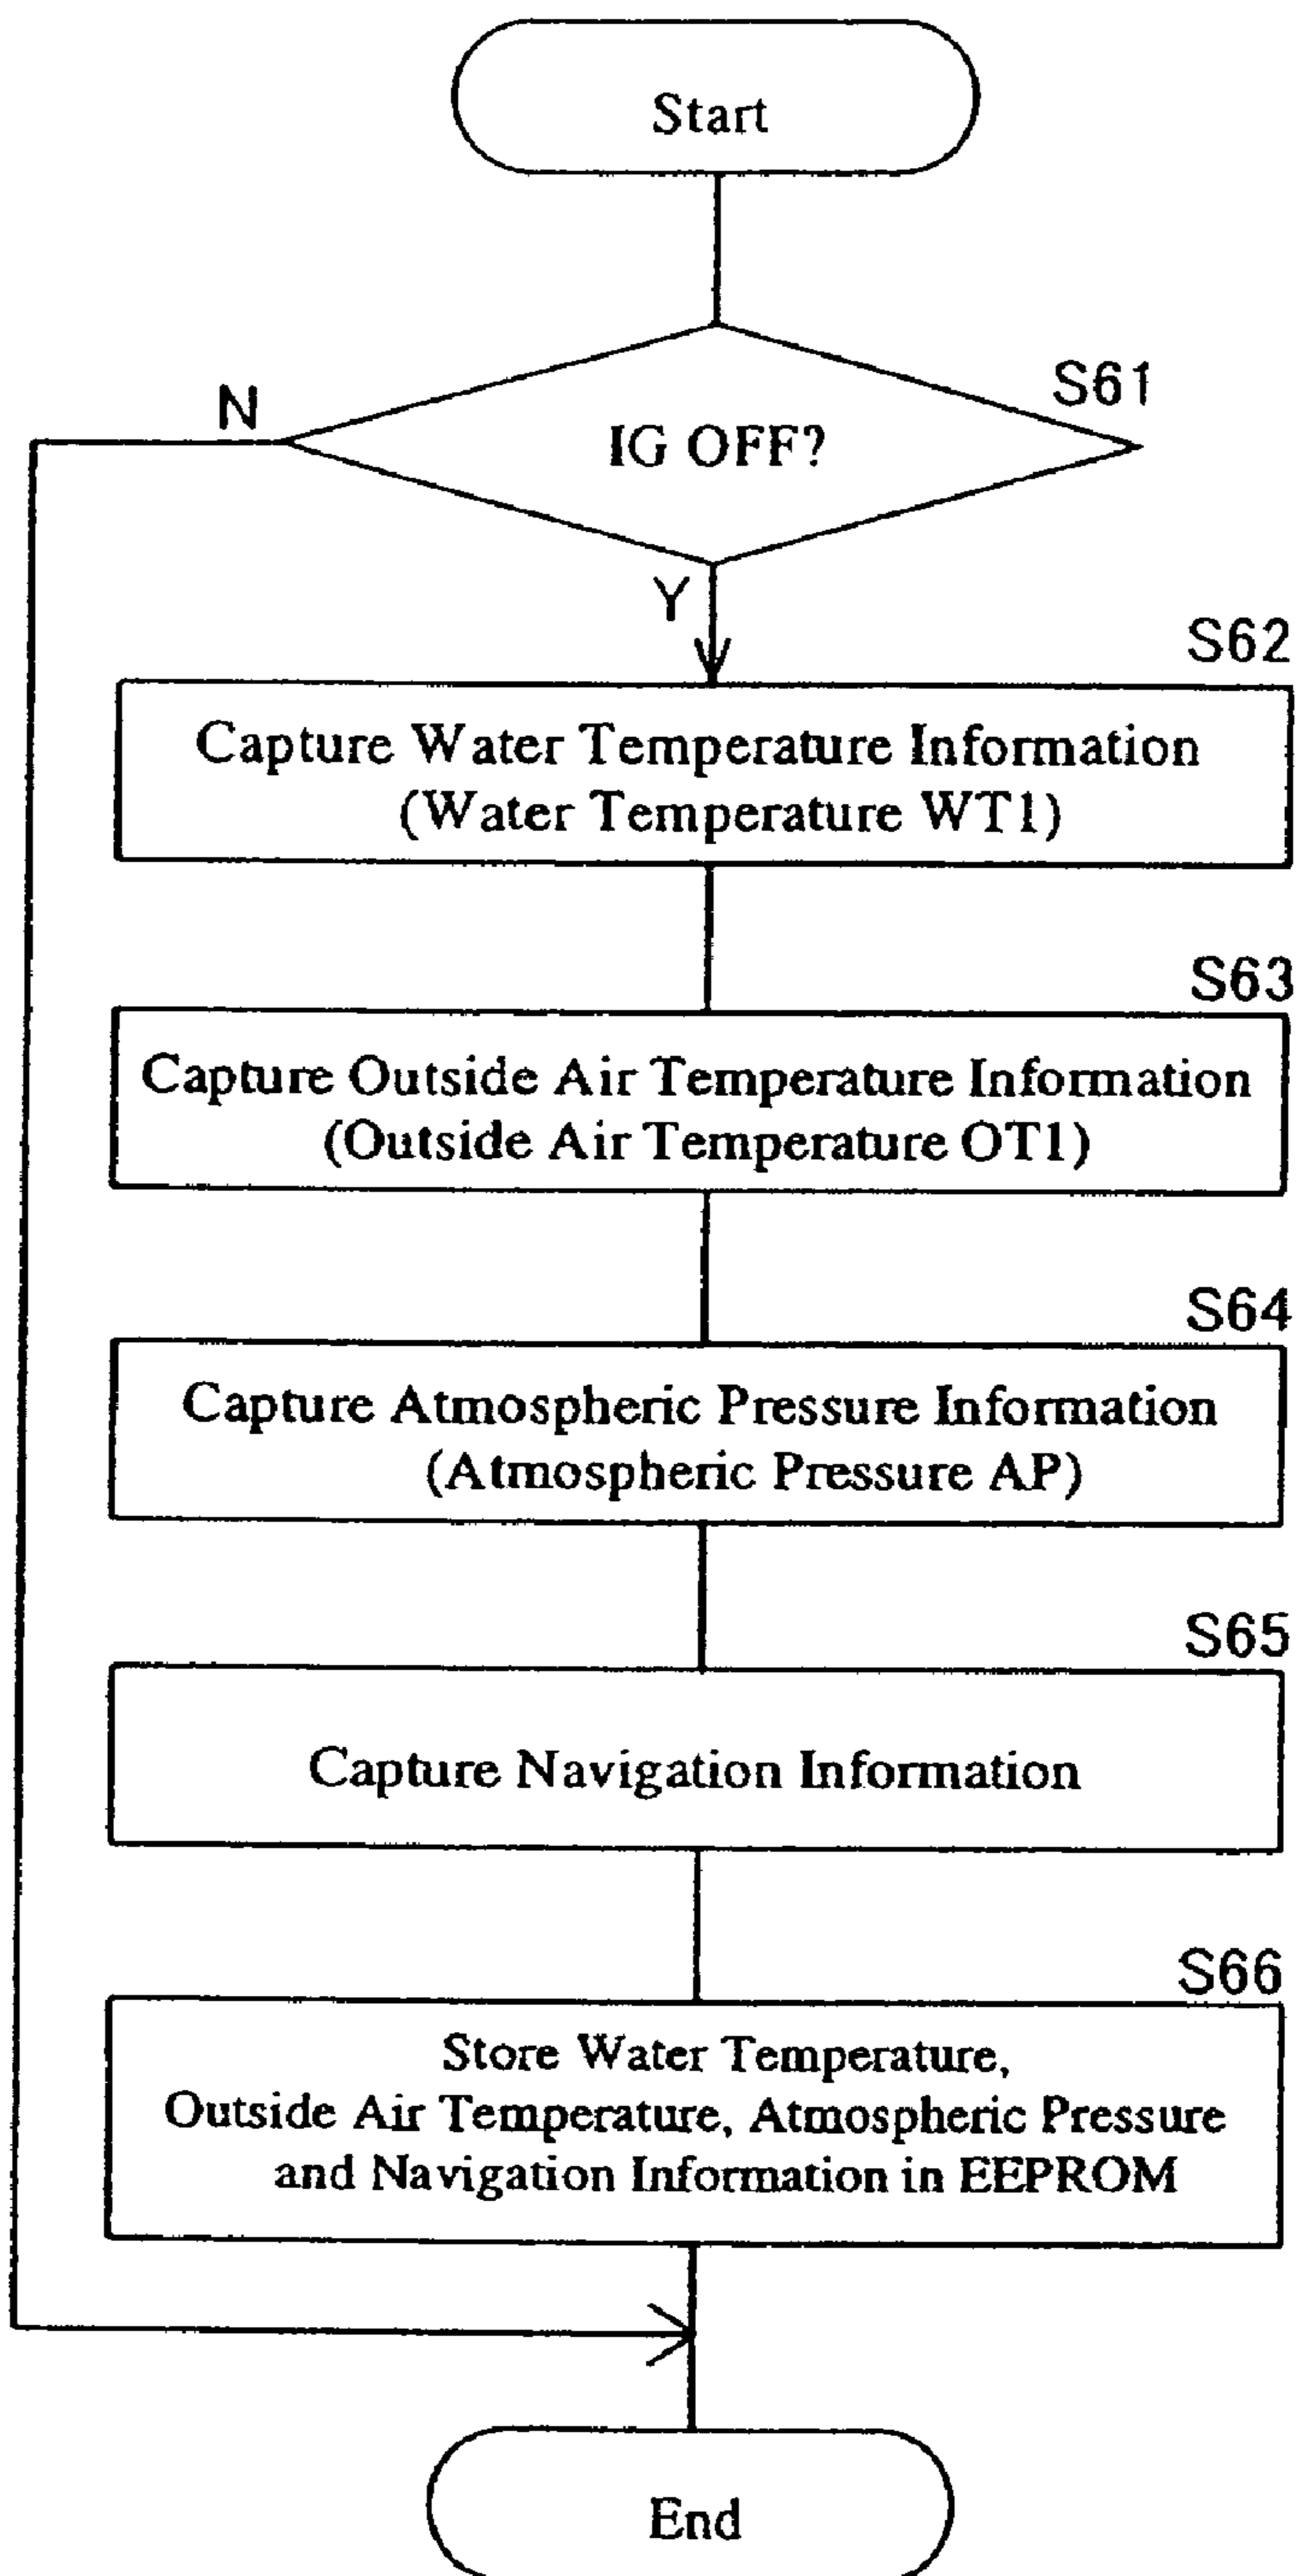 Start
S61
N
IG OFF?
Y
S62
Capture Water Temperature Information
(Water Temperature WT1)
S63
Capture Outside Air Temperature Information
(Outside Air Temperature OT1)
S64
Capture Atmospheric Pressure Information
(Atmospheric Pressure AP)
S65
Capture Navigation Information
S66
Store Water Temperature,
Outside Air Temperature, Atmospheric Pressure
and Navigation Information in EEPROM
End